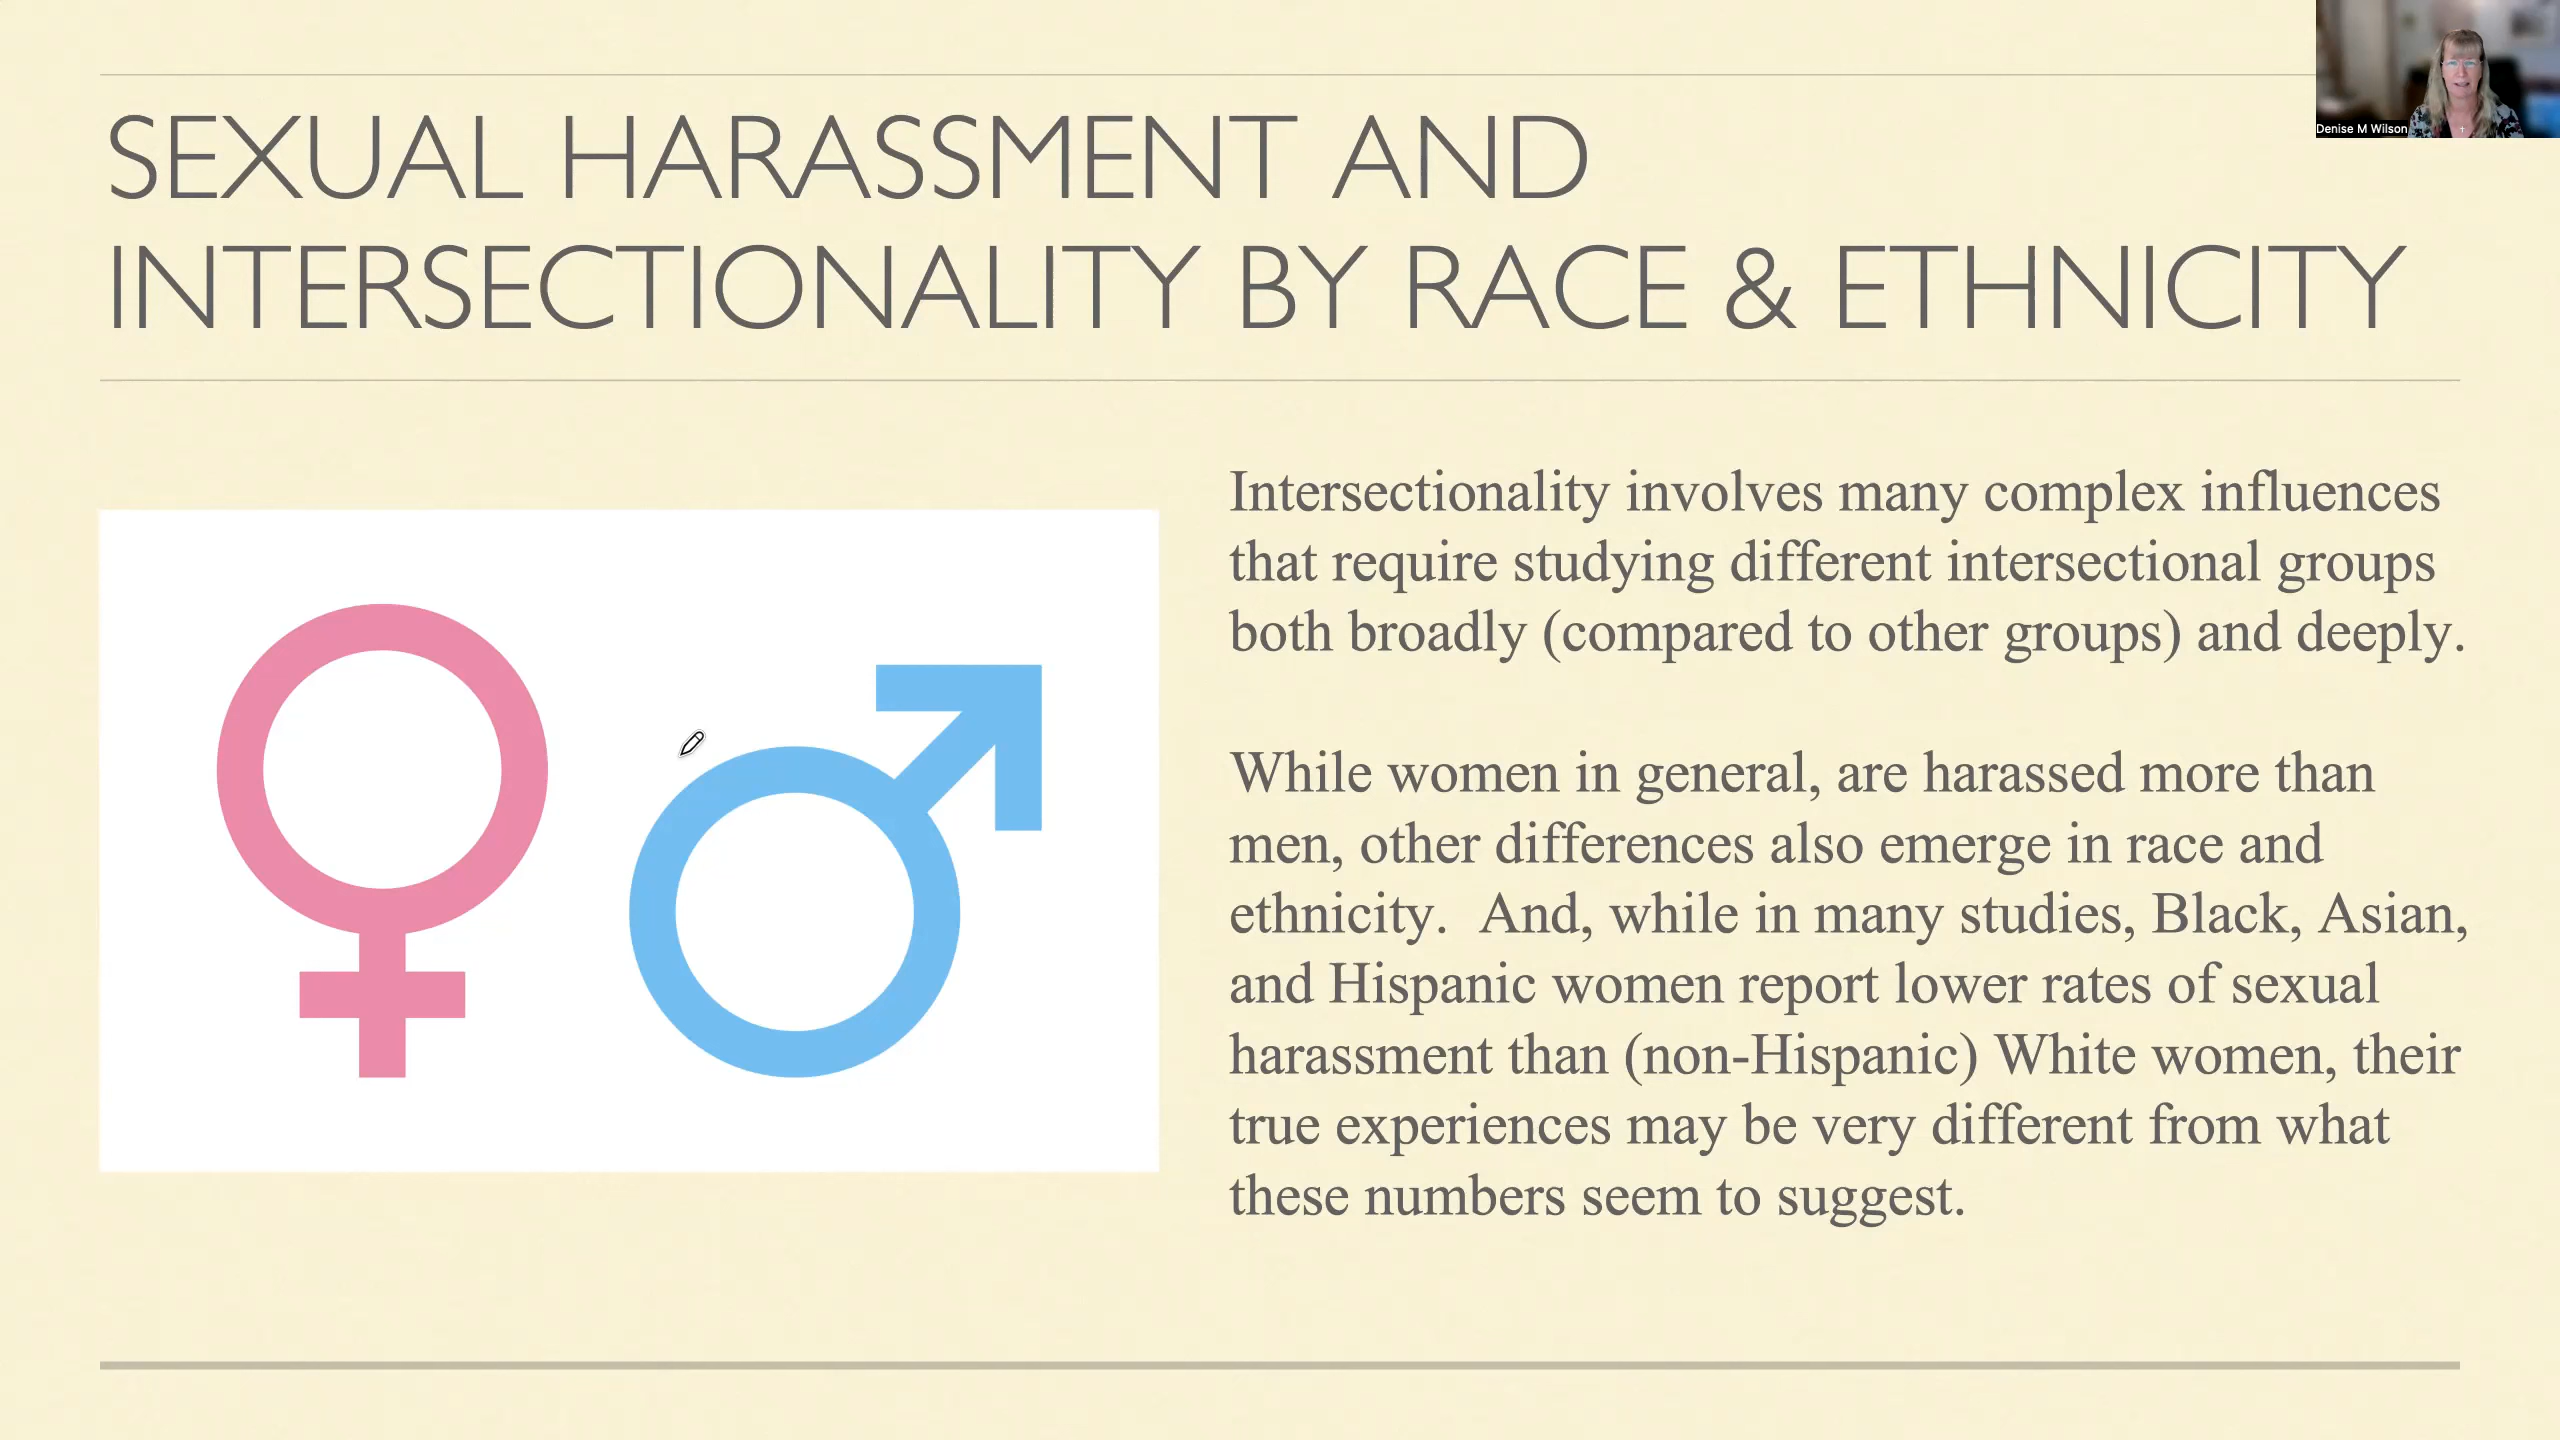 SEXUAL HARASSMENT AND
INTERSECTIONALITY BY RACE & ETHNICITY
Denise M Wilson
Intersectionality involves many complex influences
that require studying different intersectional groups
both broadly (compared to other groups) and deeply.
While women in general, are harassed more than
men, other differences also emerge in race and
ethnicity.  And, while in many studies, Black, Asian,
and Hispanic women report lower rates of sexual
harassment than (non-Hispanic) White women, their
true experiences may be very different from what
these numbers seem to suggest.